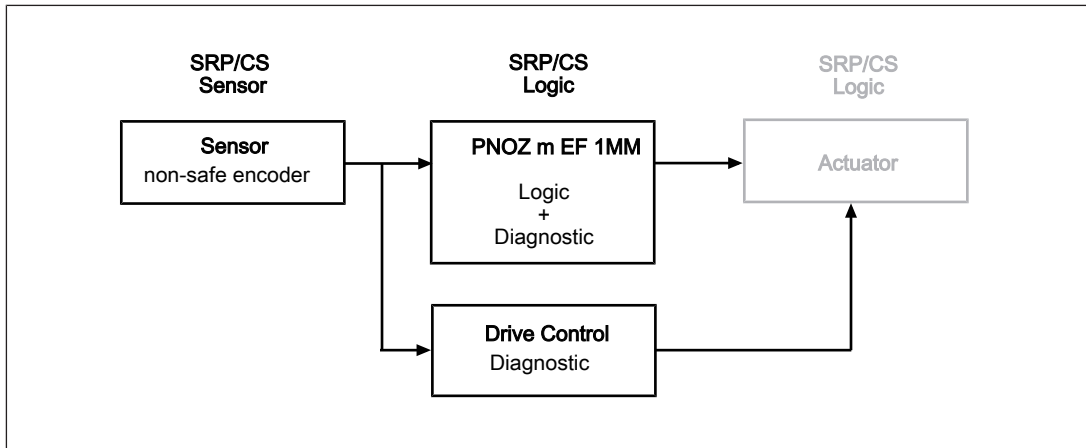 SRP/CS
Sensor
SRP/CS
Logic
SRP/CS
Logic
Sensor
non-safe encoder
PNOZ m EF 1MM
Logic
+
Diagnostic
Actuator
Drive Control
Diagnostic